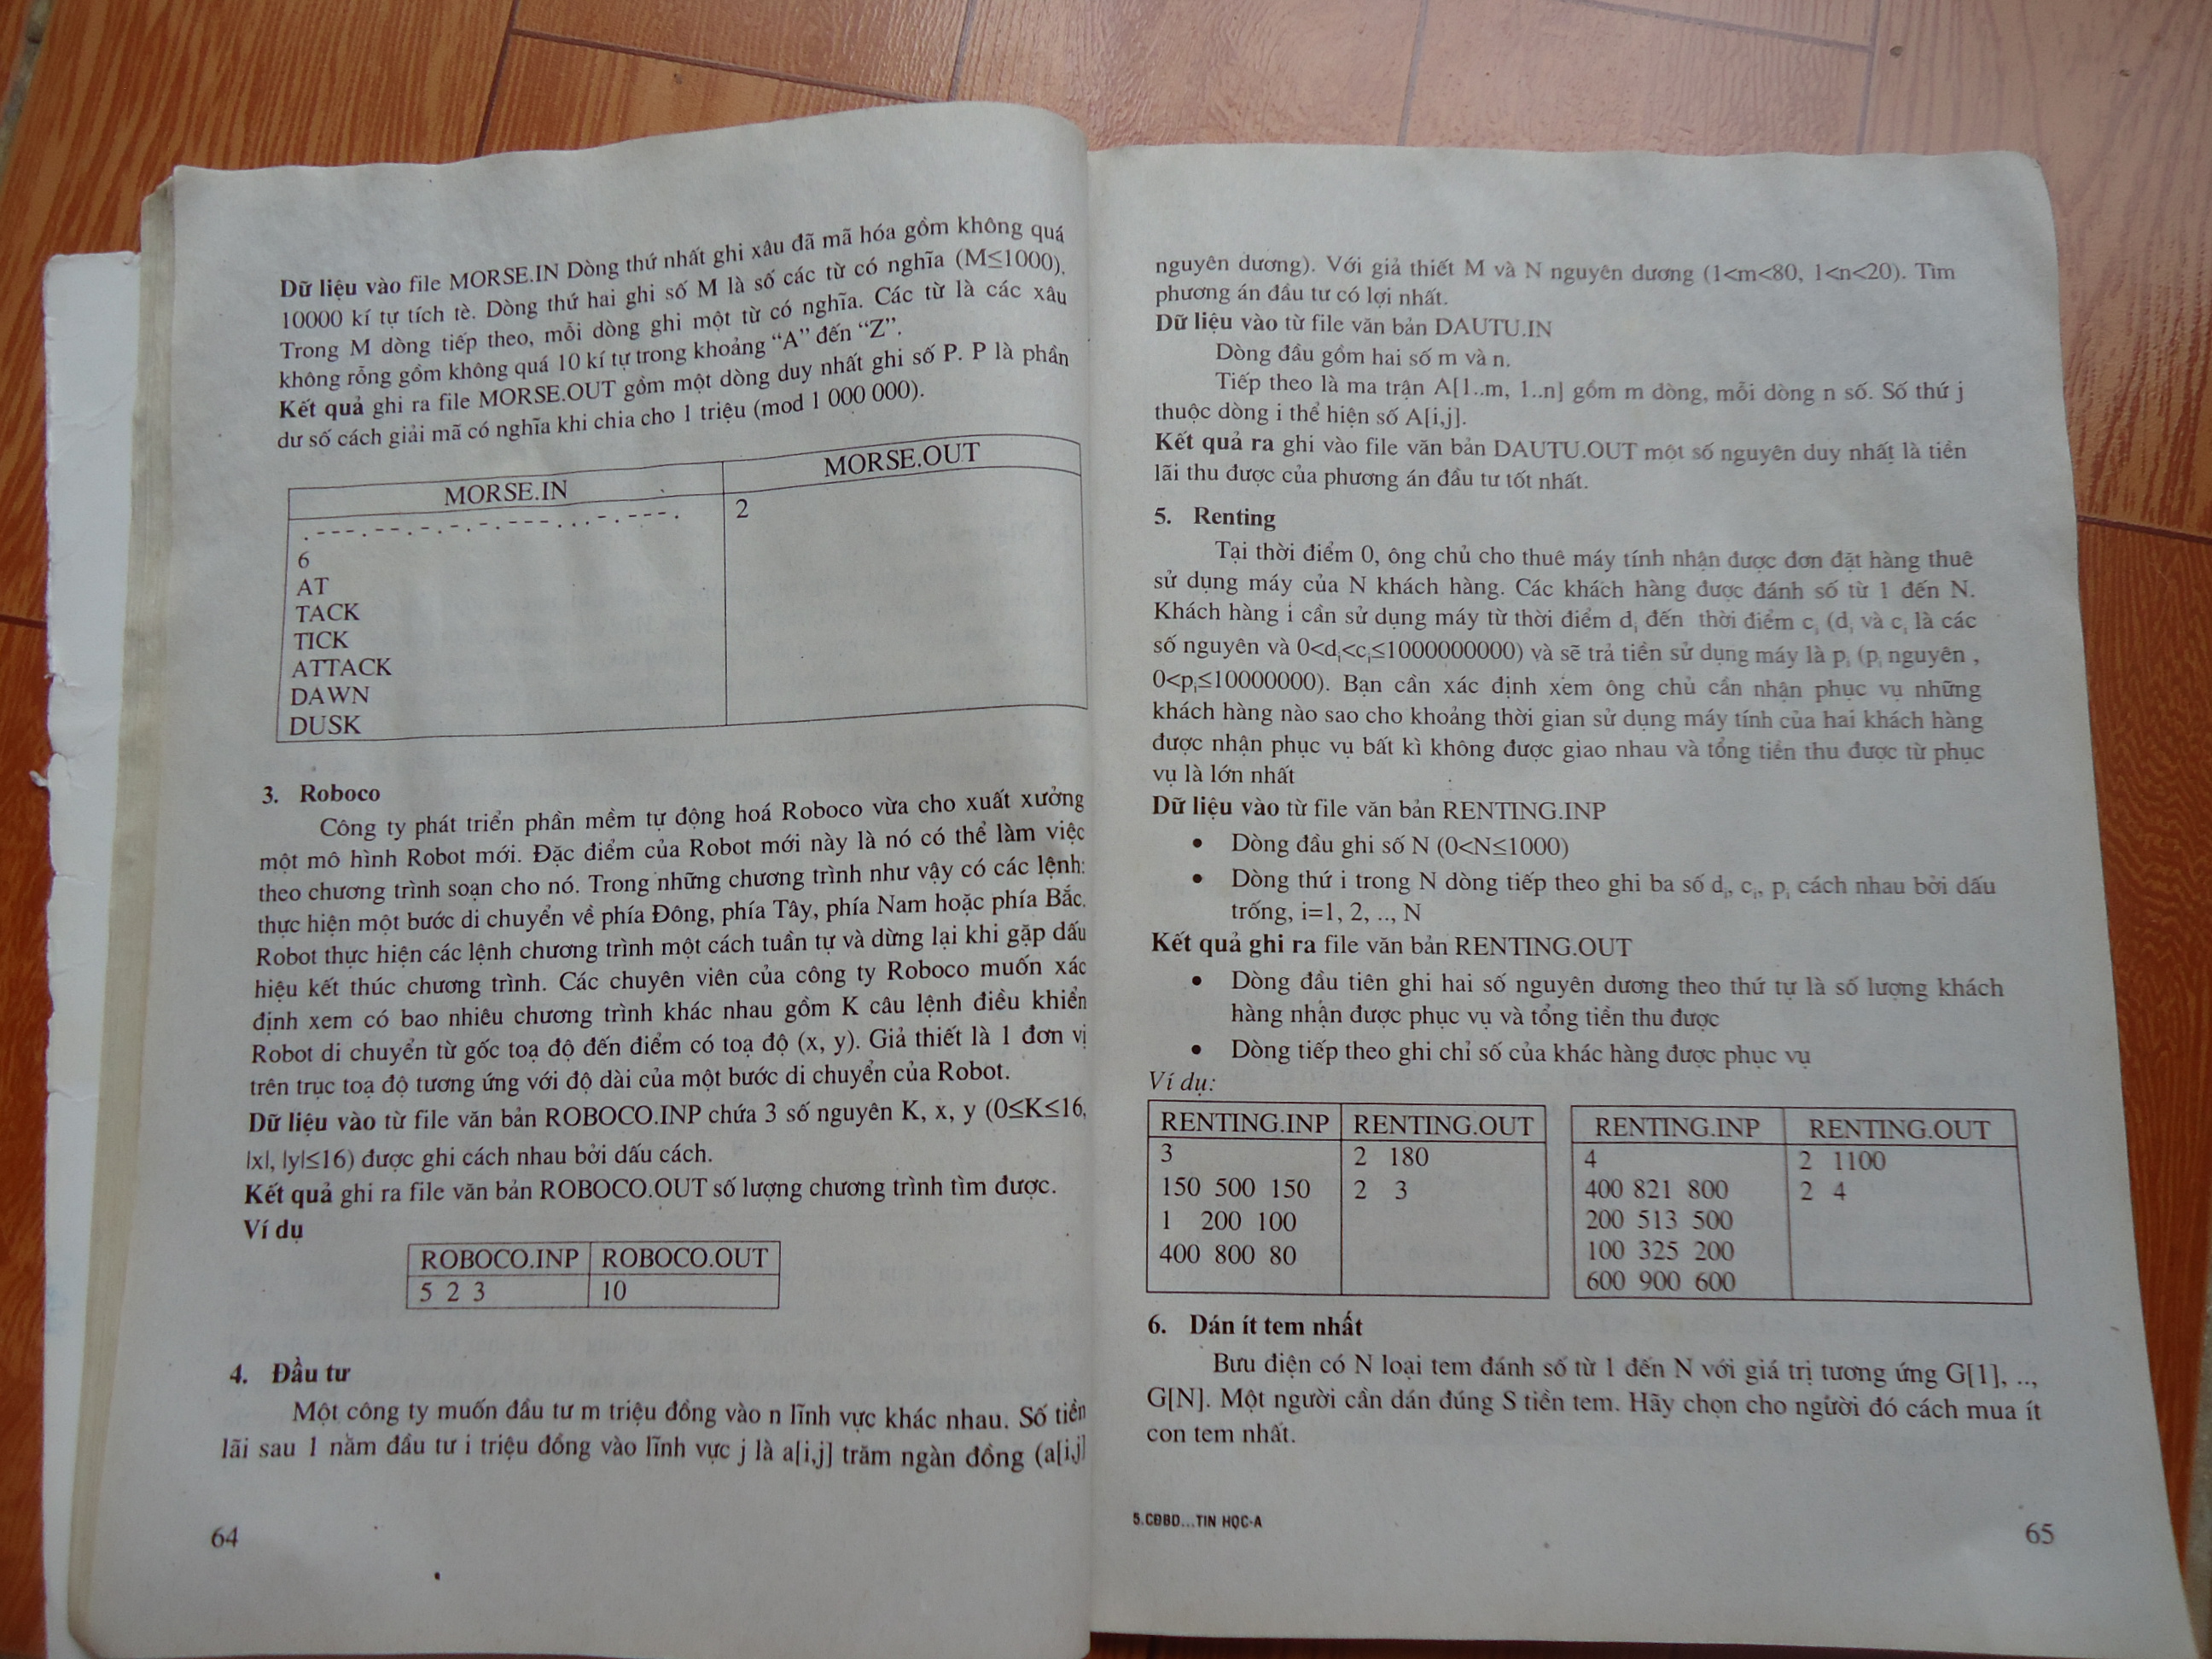 Dữ liệu vào file MORSE.IN Dòng thứ nhất ghi xâu đã mã hóa gồm không quá
10000 kí tự tích tè. Dòng thứ hai ghi số M là số các từ có nghĩa (M≤1000),
Trong M dòng tiếp theo, mỗi dòng ghi một từ có nghĩa. Các từ là các xâu
không rỗng gồm không quá 10 kí tự trong khoảng “A” đến “Z”.
Kết quả ghi ra file MORSE.OUT gồm một dòng duy nhất ghi số P. P là phần
dư số cách giải mã có nghĩa khi chia cho 1 triệu (mod 1 000 000).
MORSE.IN MORSE.OUT
.---.--.-.-.-.---...-.---. 2
6
AT
TACK
TICK
ATTACK
DAWN
DUSK
3. Roboco
Công ty phát triển phần mềm tự động hoá Roboco vừa cho xuất xưởng
một mô hình Robot mới. Đặc điểm của Robot mới này là nó có thể làm việc
theo chương trình soạn cho nó. Trong những chương trình như vậy có các lệnh:
thực hiện một bước di chuyển về phía Đông, phía Tây, phía Nam hoặc phía Bắc.
Robot thực hiện các lệnh chương trình một cách tuần tự và dừng lại khi gặp dấu
hiệu kết thúc chương trình. Các chuyên viên của công ty Roboco muốn xác
định xem có bao nhiêu chương trình khác nhau gồm K câu lệnh điều khiển
Robot di chuyển từ gốc toạ độ đến điểm có toạ độ (x, y). Giả thiết là 1 đơn vị
trên trục toạ độ tương ứng với độ dài của một bước di chuyển của Robot.
Dữ liệu vào từ file văn bản ROBOCO.INP chứa 3 số nguyên K, x, y (0≤K≤16,
|x|, |y|≤16) được ghi cách nhau bởi dấu cách.
Kết quả ghi ra file văn bản ROBOCO.OUT số lượng chương trình tìm được.
Ví dụ
ROBOCO.INP ROBOCO.OUT
5 2 3 10
4. Đầu tư
Một công ty muốn đầu tư m triệu đồng vào n lĩnh vực khác nhau. Số tiền
lãi sau 1 năm đầu tư i triệu đồng vào lĩnh vực j là a[i,j] trăm ngàn đồng (a[i,j]
64
nguyên dương). Với giả thiết M và N nguyên dương (1<m<80, 1<n<20). Tìm
phương án đầu tư có lợi nhất.
Dữ liệu vào từ file văn bản DAUTU.IN
Dòng đầu gồm hai số m và n.
Tiếp theo là ma trận A[1..m, 1..n] gồm m dòng, mỗi dòng n số. Số thứ j
thuộc dòng i thể hiện số A[i,j].
Kết quả ra ghi vào file văn bản DAUTU.OUT một số nguyên duy nhất là tiền
lãi thu được của phương án đầu tư tốt nhất.
5. Renting
Tại thời điểm 0, ông chủ cho thuê máy tính nhận được đơn đặt hàng thuê
sử dụng máy của N khách hàng. Các khách hàng được đánh số từ 1 đến N.
Khách hàng i cần sử dụng máy từ thời điểm di đến thời điểm ci (di và ci là các
số nguyên và 0<di<ci≤1000000000) và sẽ trả tiền sử dụng máy là pi (pi nguyên ,
0<pi≤10000000). Bạn cần xác định xem ông chủ cần nhận phục vụ những
khách hàng nào sao cho khoảng thời gian sử dụng máy tính của hai khách hàng
được nhận phục vụ bất kì không được giao nhau và tổng tiền thu được từ phục
vụ là lớn nhất
Dữ liệu vào từ file văn bản RENTING.INP
• Dòng đầu ghi số N (0<N≤1000)
• Dòng thứ i trong N dòng tiếp theo ghi ba số di, ci, pi cách nhau bởi dấu
trống, i=1, 2, .., N
Kết quả ghi ra file văn bản RENTING.OUT
• Dòng đầu tiên ghi hai số nguyên dương theo thứ tự là số lượng khách
hàng nhận được phục vụ và tổng tiền thu được
• Dòng tiếp theo ghi chỉ số của khác hàng được phục vụ
Ví dụ:
RENTING.INP RENTING.OUT RENTING.INP RENTING.OUT
3 2 180 4 2 1100
150 500 150 2 3 400 821 800 2 4
1 200 100 200 513 500
400 800 80 100 325 200
600 900 600
6. Dán ít tem nhất
Bưu điện có N loại tem đánh số từ 1 đến N với giá trị tương ứng G[1], ..,
G[N]. Một người cần dán đúng S tiền tem. Hãy chọn cho người đó cách mua ít
con tem nhất.
5.CĐBD...TIN HỌC-A
65